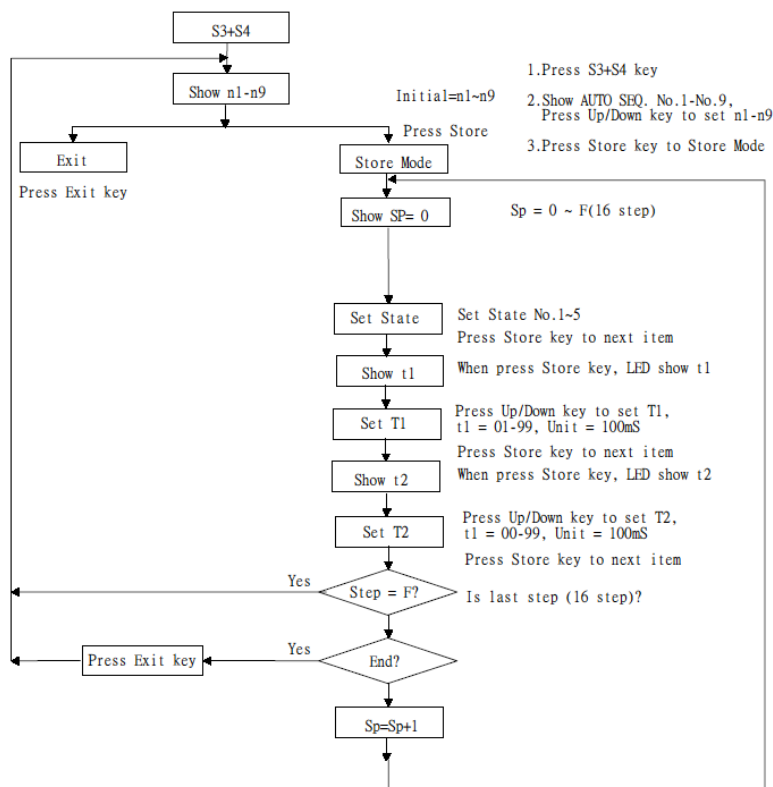 S3+S4
1.Press S3+S4 key
Show n1-n9
Initial=n1~n9
2.Show AUTO SEQ. No.1-No.9,
Press Up/Down key to set n1-n9
Press Store
3.Press Store key to Store Mode
Exit
Store Mode
Press Exit key
Show SP= 0
Sp = 0 ~ F(16 step)
Set State
Set State No.1~5
Press Store key to next item
Show t1
When press Store key, LED show t1
Set T1
Press Up/Down key to set T1,
t1 = 01-99, Unit = 100mS
Press Store key to next item
Show t2
When press Store key, LED show t2
Set T2
Press Up/Down key to set T2,
t1 = 00-99, Unit = 100mS
Press Store key to next item
Yes
Step = F?
Is last step (16 step)?
Yes
Press Exit key
End?
Sp=Sp+1